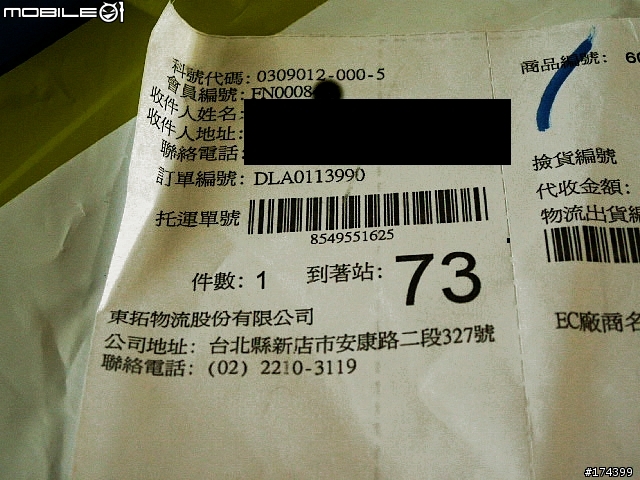 MOBILE01
科號代碼: 0309012-000-5
會員編號: FN0008
收件人姓名:
收件人地址:
聯絡電話:
訂單編號: DLA0113990
托運單號
8549551625
件數: 1 到著站: 73
東拓物流股份有限公司
公司地址: 台北縣新店市安康路二段327號
聯絡電話: (02) 2210-3119
商品編號: 60
撿貨編號
代收金額:
物流出貨編
EC廠商名
#174399